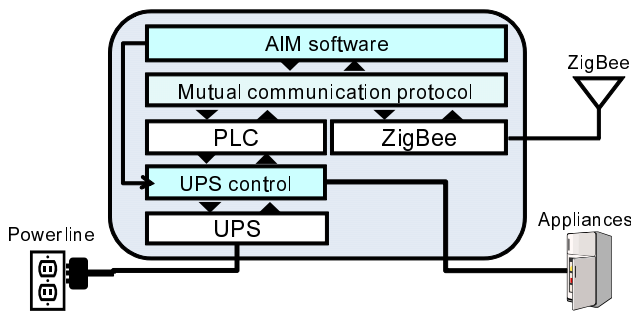 AIM software
ZigBee
Mutual communication protocol
PLC
ZigBee
UPS control
Appliances
UPS
Powerline